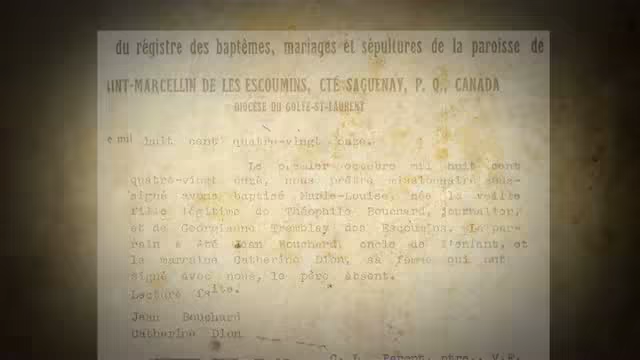 du régistre des baptêmes, mariages et sépultures de la paroisse de
INT-MARCELLIN DE LES ESCOUMINS, CTÉ SAGUENAY, P. Q., CANADA
DIOCÈSE DU GOLFE-ST-LAURENT
e mil huit cent quatre-vingt onze.
Le premier octobre mil huit cent
quatre-vingt onze, nous prêtre missionnaire sous-
signé avons baptisé Marie-Louise, née la veille
fille légitime de Théophile Bouchard, journalier,
et de Georgianna Tremblay des Escoumins. Le par-
rain a été Jean Bouchard, oncle de l'enfant, et
la marraine Catherine Dion, sa femme qui ont
signé avec nous, le père absent.
Lecture faite.
Jean Bouchard
Catherine Dion
Parent, ptre., V.F.